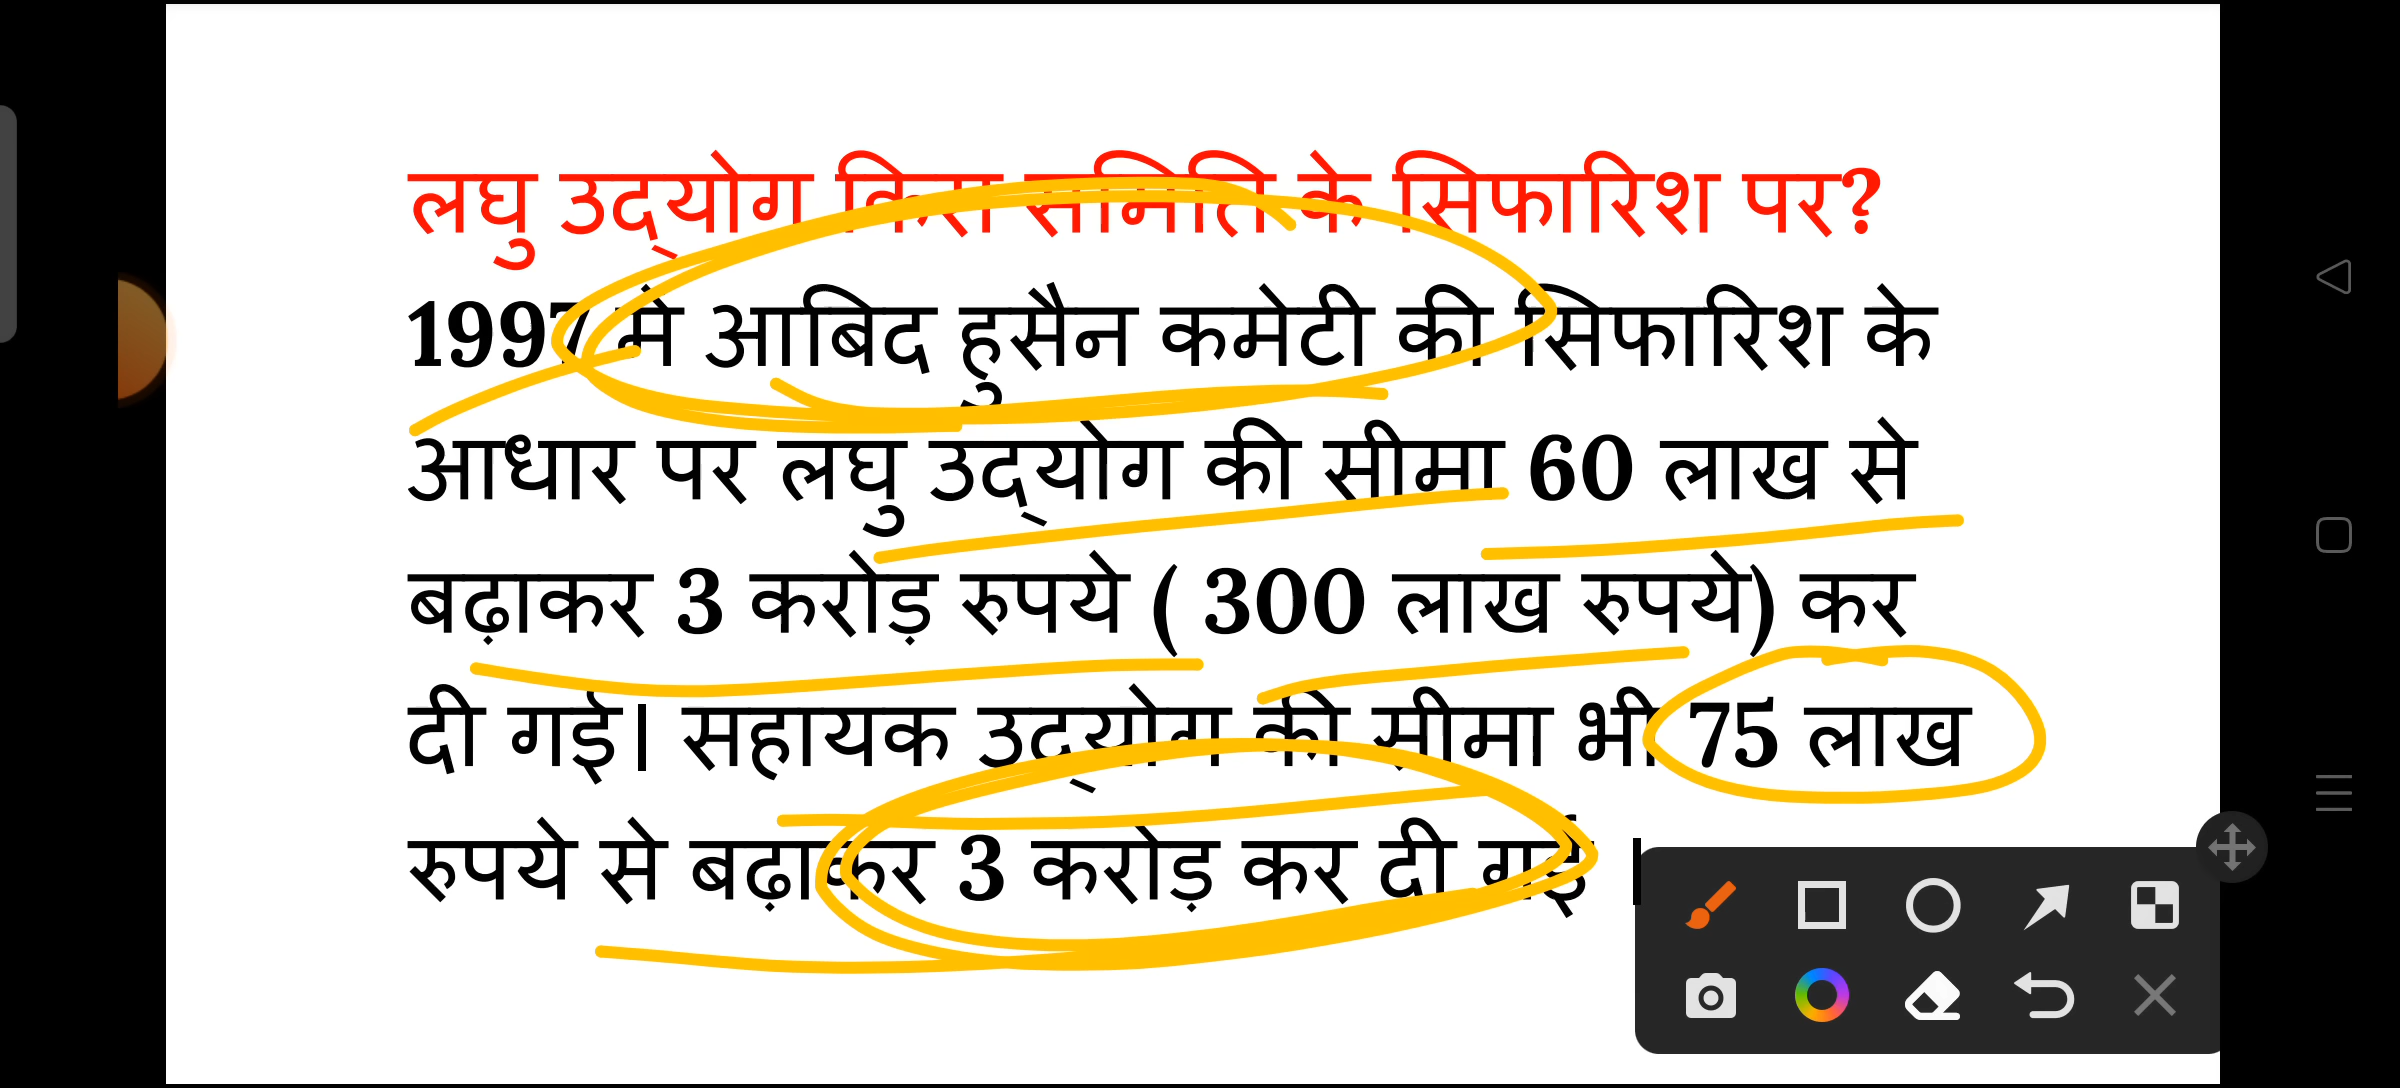 लघु उद्योग किस समिति के सिफारिश पर?
1997 मे आबिद हुसैन कमेटी की सिफारिश के
आधार पर लघु उद्योग की सीमा 60 लाख से
बढ़ाकर 3 करोड़ रुपये ( 300 लाख रुपये) कर
दी गई। सहायक उद्योग की सीमा भी 75 लाख
रुपये से बढ़ाकर 3 करोड़ कर दी गई ।